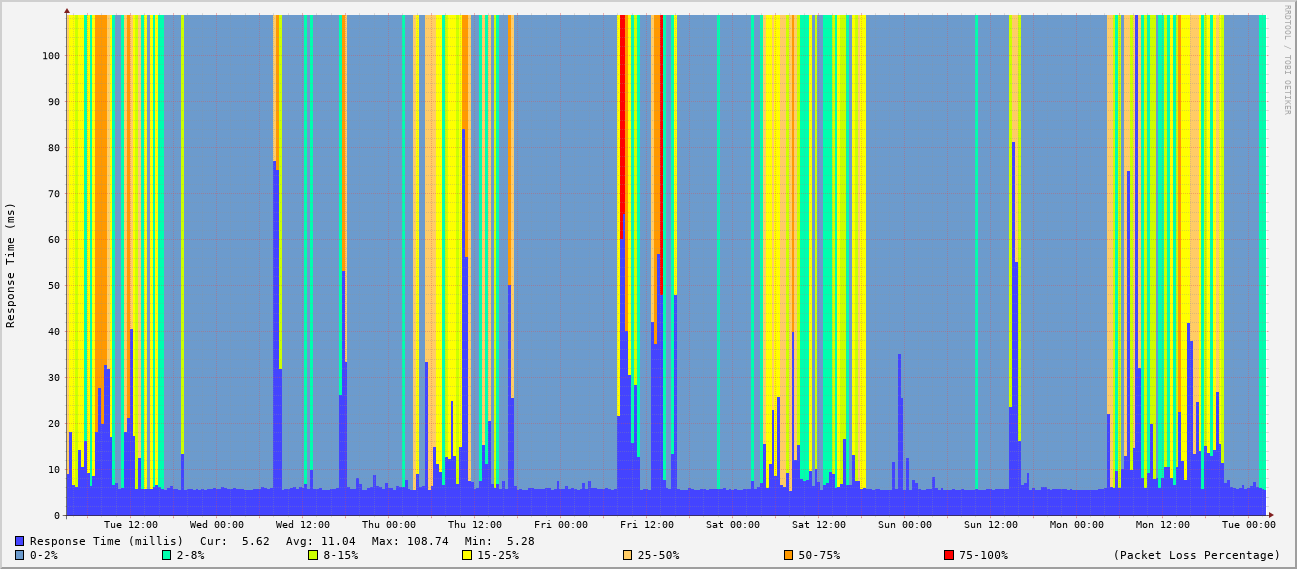 RRDTOOL / TOBI OETIKER
Response Time (ms)
100
90
80
70
60
50
40
30
20
10
0
Tue 12:00 Wed 00:00 Wed 12:00 Thu 00:00 Thu 12:00 Fri 00:00 Fri 12:00 Sat 00:00 Sat 12:00 Sun 00:00 Sun 12:00 Mon 00:00 Mon 12:00 Tue 00:00
Response Time (millis) Cur: 5.62 Avg: 11.04 Max: 108.74 Min: 5.28
0-2% 2-8% 8-15% 15-25% 25-50% 50-75% 75-100% (Packet Loss Percentage)